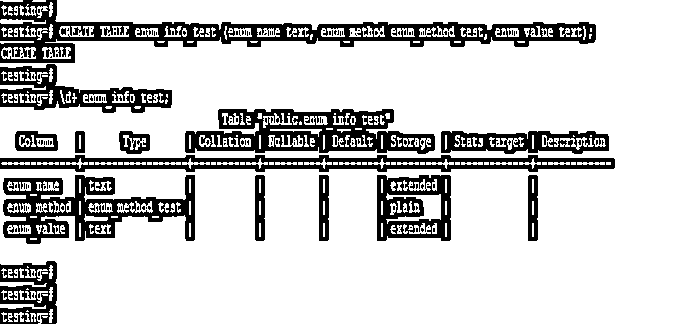 testing=#
testing=# CREATE TABLE enum_info_test (enum_name text, enum_method enum_method_test, enum_value text);
CREATE TABLE
testing=#
testing=# \d+ enum_info_test;
Table "public.enum_info_test"
Column | Type | Collation | Nullable | Default | Storage | Stats target | Description
-----------+------------------+-----------+----------+---------+----------+--------------+-------------
enum_name | text | | | | extended | |
enum_method | enum_method_test | | | | plain | |
enum_value | text | | | | extended | |
testing=#
testing=#
testing=#